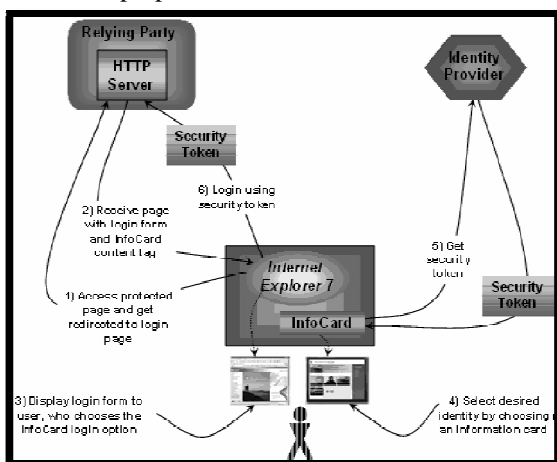 Relying Party
HTTP
Server
Identity
Provider
Security
Token
6) Login using
security token
2) Receive page
with login form
and InfoCard
content tag
5) Get
security
token
Internet
Explorer 7
Security
Token
1) Access protected
page and get
redirected to login
page
InfoCard
3) Display login form to
user, who chooses the
InfoCard login option
4) Select desired
identity by choosing
an information card